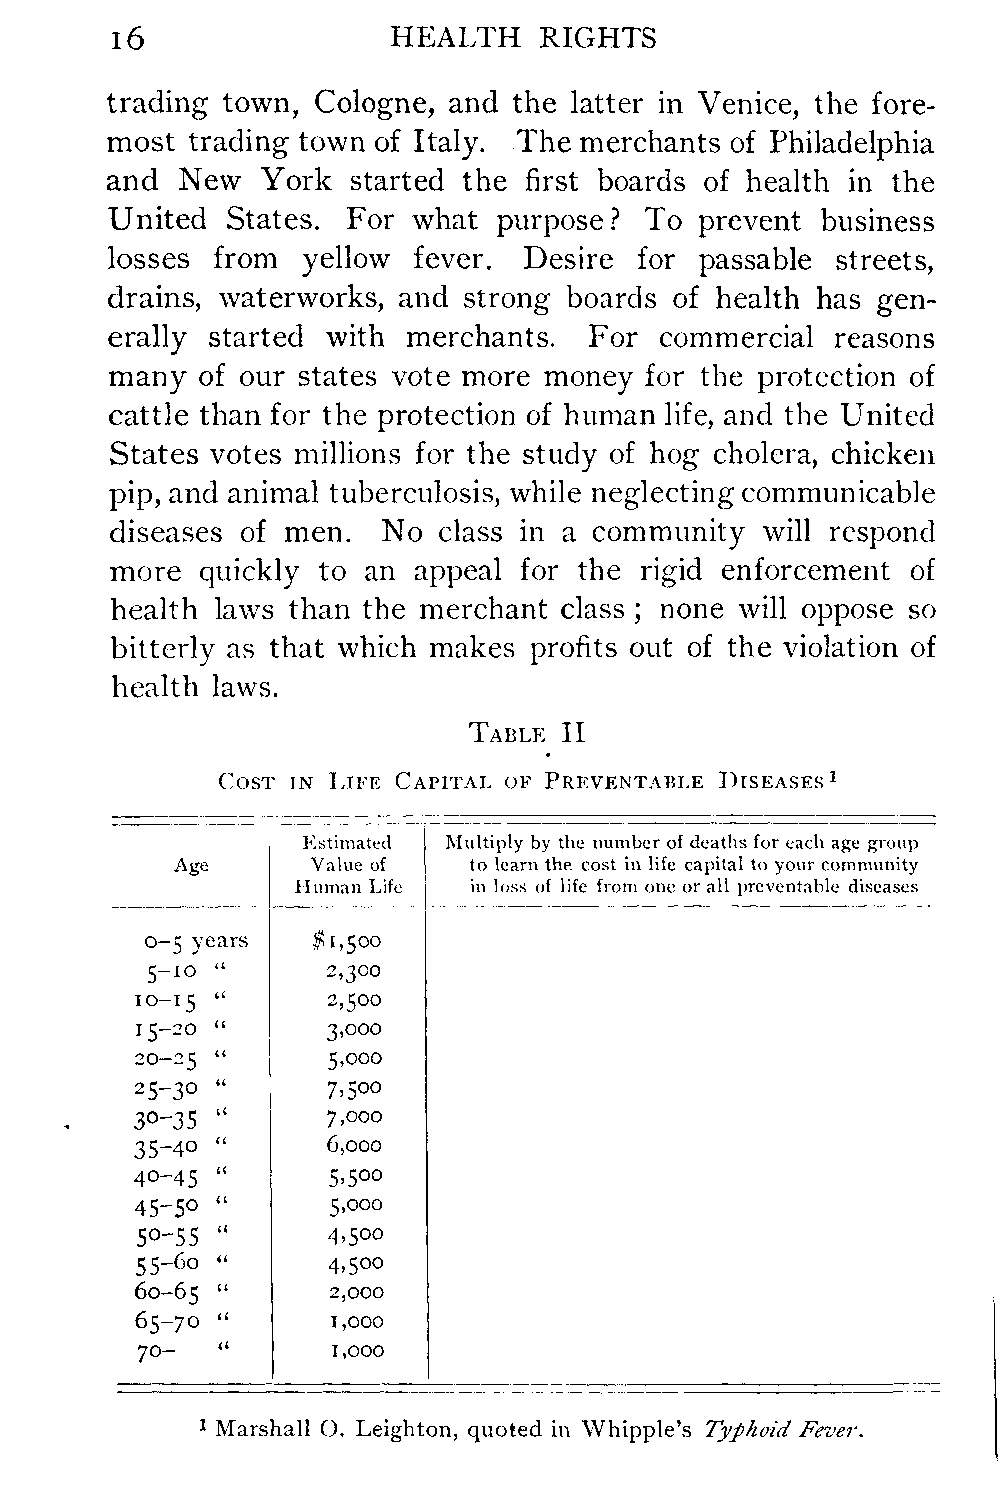 16 HEALTH RIGHTS
trading town, Cologne, and the latter in Venice, the fore-
most trading town of Italy. The merchants of Philadelphia
and New York started the first boards of health in the
United States. For what purpose? To prevent business
losses from yellow fever. Desire for passable streets,
drains, waterworks, and strong boards of health has gen-
erally started with merchants. For commercial reasons
many of our states vote more money for the protection of
cattle than for the protection of human life, and the United
States votes millions for the study of hog cholera, chicken
pip, and animal tuberculosis, while neglecting communicable
diseases of men. No class in a community will respond
more quickly to an appeal for the rigid enforcement of
health laws than the merchant class; none will oppose so
bitterly as that which makes profits out of the violation of
health laws.
TABLE II
COST IN LIFE CAPITAL OF PREVENTABLE DISEASES¹
Age
Estimated
Value of
Human Life
Multiply by the number of deaths for each age group
to learn the cost in life capital to your community
in loss of life from one or all preventable diseases
0–5 years $1,500
5–10 “ 2,300
10–15 “ 2,500
15–20 “ 3,000
20–25 “ 5,000
25–30 “ 7,500
30–35 “ 7,000
35–40 “ 6,000
40–45 “ 5,500
45–50 “ 5,000
50–55 “ 4,500
55–60 “ 4,500
60–65 “ 2,000
65–70 “ 1,000
70– “ 1,000
¹ Marshall O. Leighton, quoted in Whipple's Typhoid Fever.